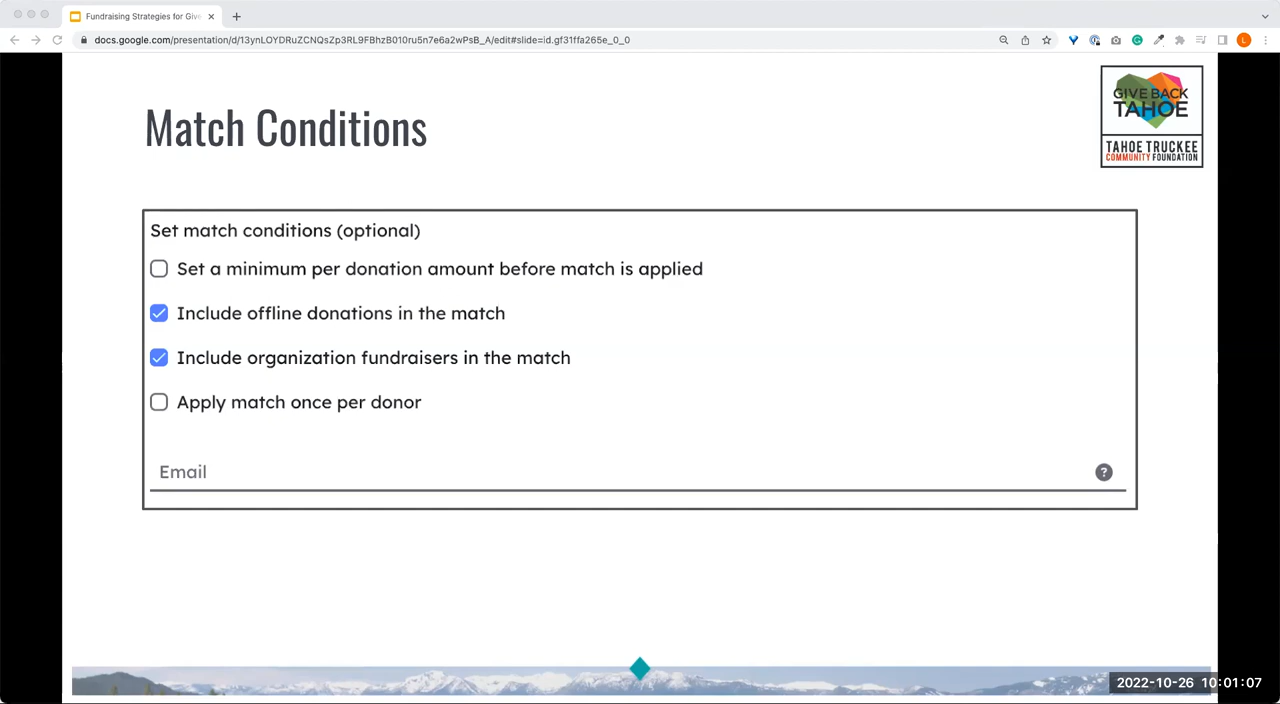 Fundraising Strategies for Give
docs.google.com/presentation/d/13ynLOYDRuZCNQsZp3RL9FBhzB010ru5n7e6a2wPsB_A/edit#slide=id.gf31ffa265e_0_0
L
GIVE BACK
TAHOE
TAHOE TRUCKEE
COMMUNITY FOUNDATION
Match Conditions
Set match conditions (optional)
Set a minimum per donation amount before match is applied
Include offline donations in the match
Include organization fundraisers in the match
Apply match once per donor
Email
?
2022-10-26 10:01:07